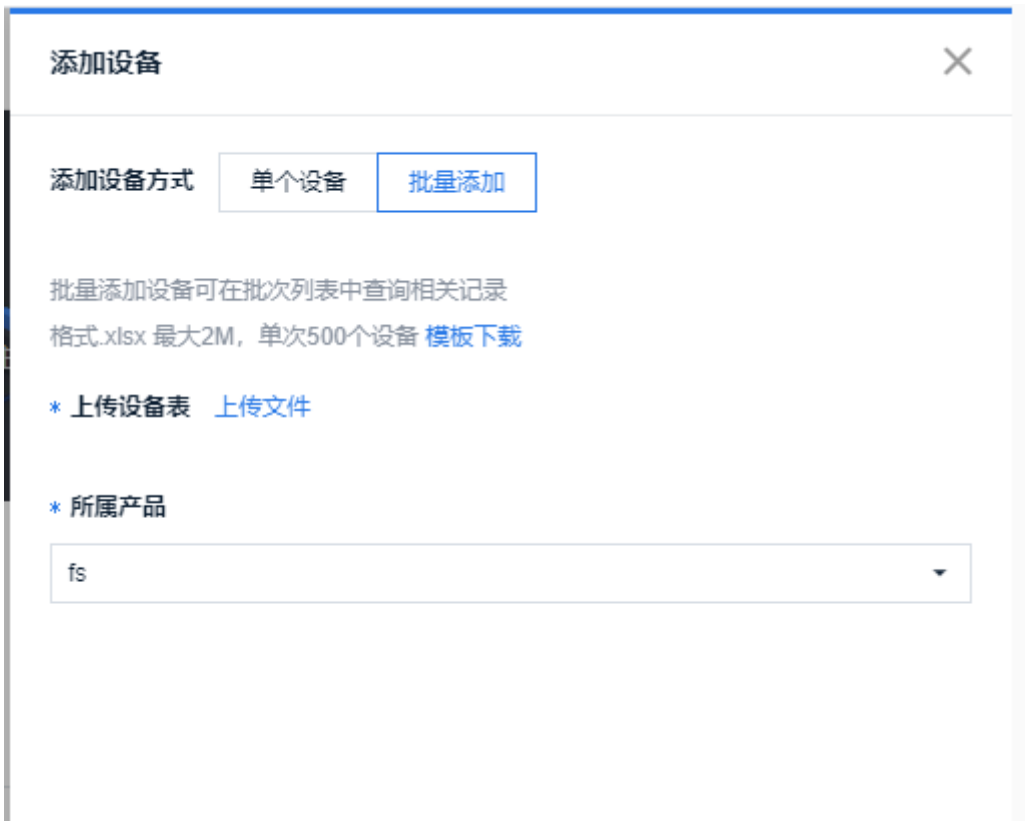 添加设备
添加设备方式 单个设备 批量添加
批量添加设备可在批次列表中查询相关记录
格式.xlsx 最大2M，单次500个设备 模板下载
* 上传设备表 上传文件
* 所属产品
fs